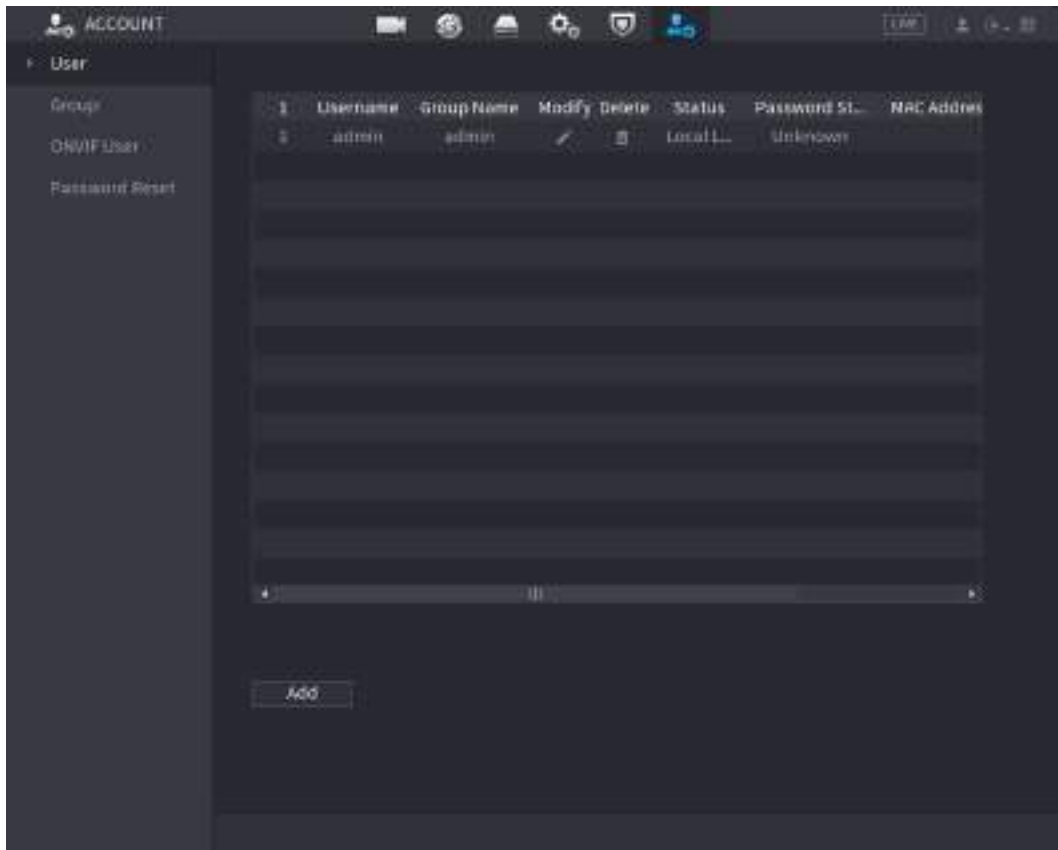 ACCOUNT LIVE
User
Group
ONVIF User
Password Reset
1 Username Group Name Modify Delete Status Password St... MAC Addres
1 admin admin Local L... Unknown
Add